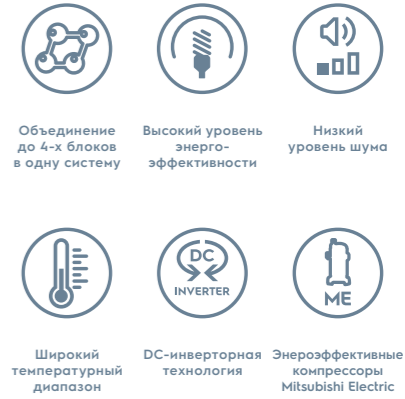 Объединение
до 4-х блоков
в одну систему
Высокий уровень
энерго-
эффективности
Низкий
уровень шума
DC
INVERTER
ME
Широкий
температурный
диапазон
DC-инверторная
технология
Энероэффективные
компрессоры
Mitsubishi Electric